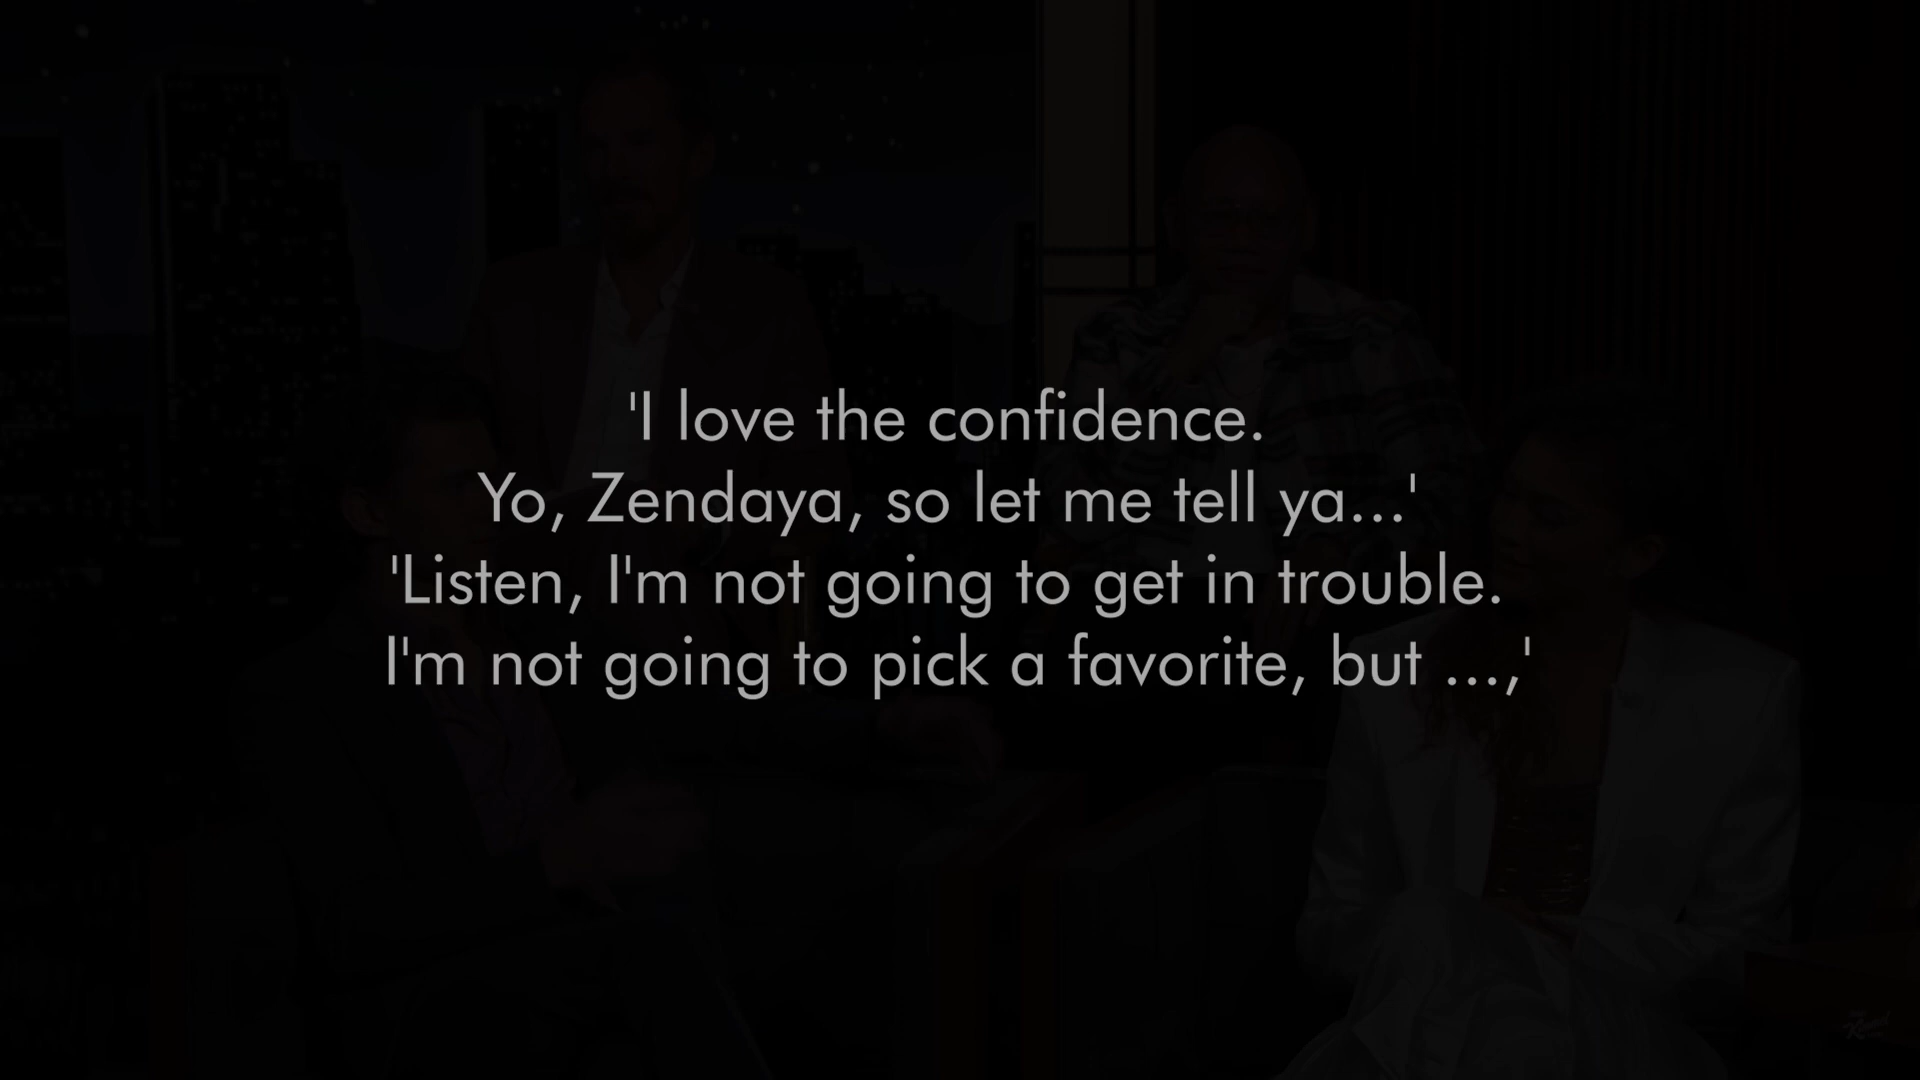 'I love the confidence.
Yo, Zendaya, so let me tell ya...'
'Listen, I'm not going to get in trouble.
I'm not going to pick a favorite, but ...,'